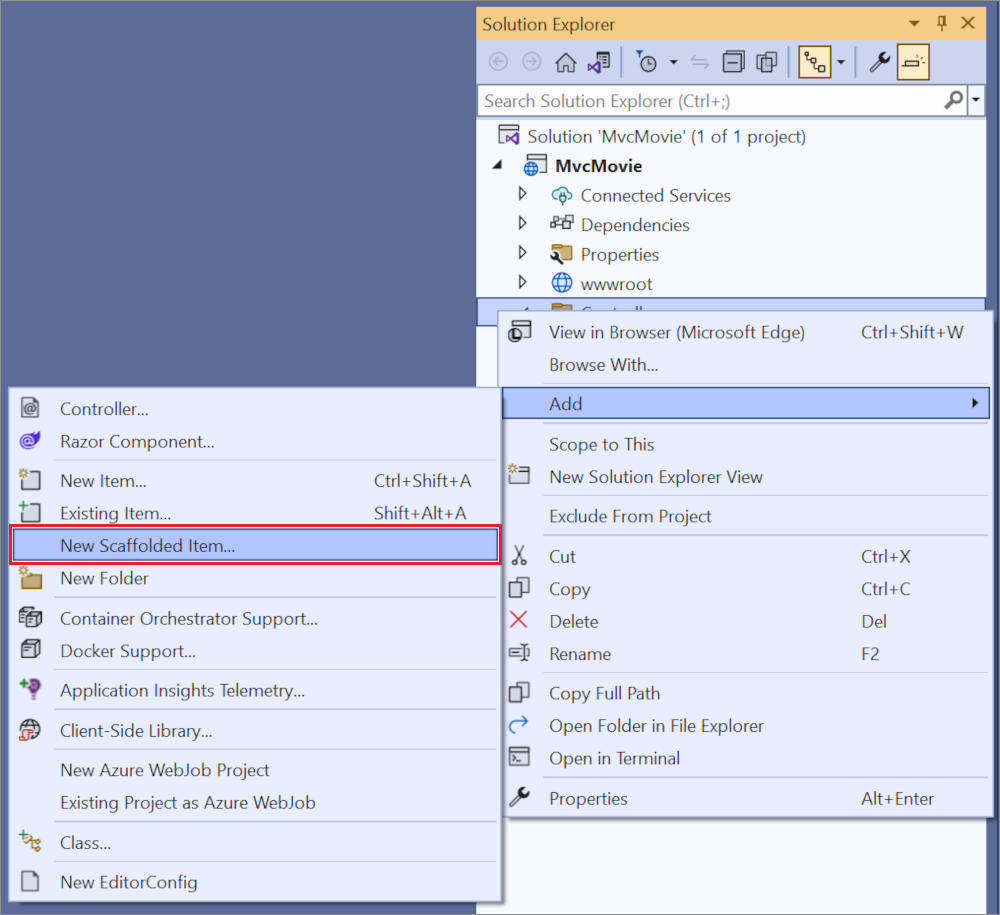 Solution Explorer
Search Solution Explorer (Ctrl+;)
Solution 'MvcMovie' (1 of 1 project)
MvcMovie
Connected Services
Dependencies
Properties
wwwroot
View in Browser (Microsoft Edge) Ctrl+Shift+W
Browse With...
Add
Scope to This
New Solution Explorer View
Exclude From Project
Cut Ctrl+X
Copy Ctrl+C
Delete Del
Rename F2
Copy Full Path
Open Folder in File Explorer
Open in Terminal
Properties Alt+Enter
Controller...
Razor Component...
New Item... Ctrl+Shift+A
Existing Item... Shift+Alt+A
New Scaffolded Item...
New Folder
Container Orchestrator Support...
Docker Support...
Application Insights Telemetry...
Client-Side Library...
New Azure WebJob Project
Existing Project as Azure WebJob
Class...
New EditorConfig